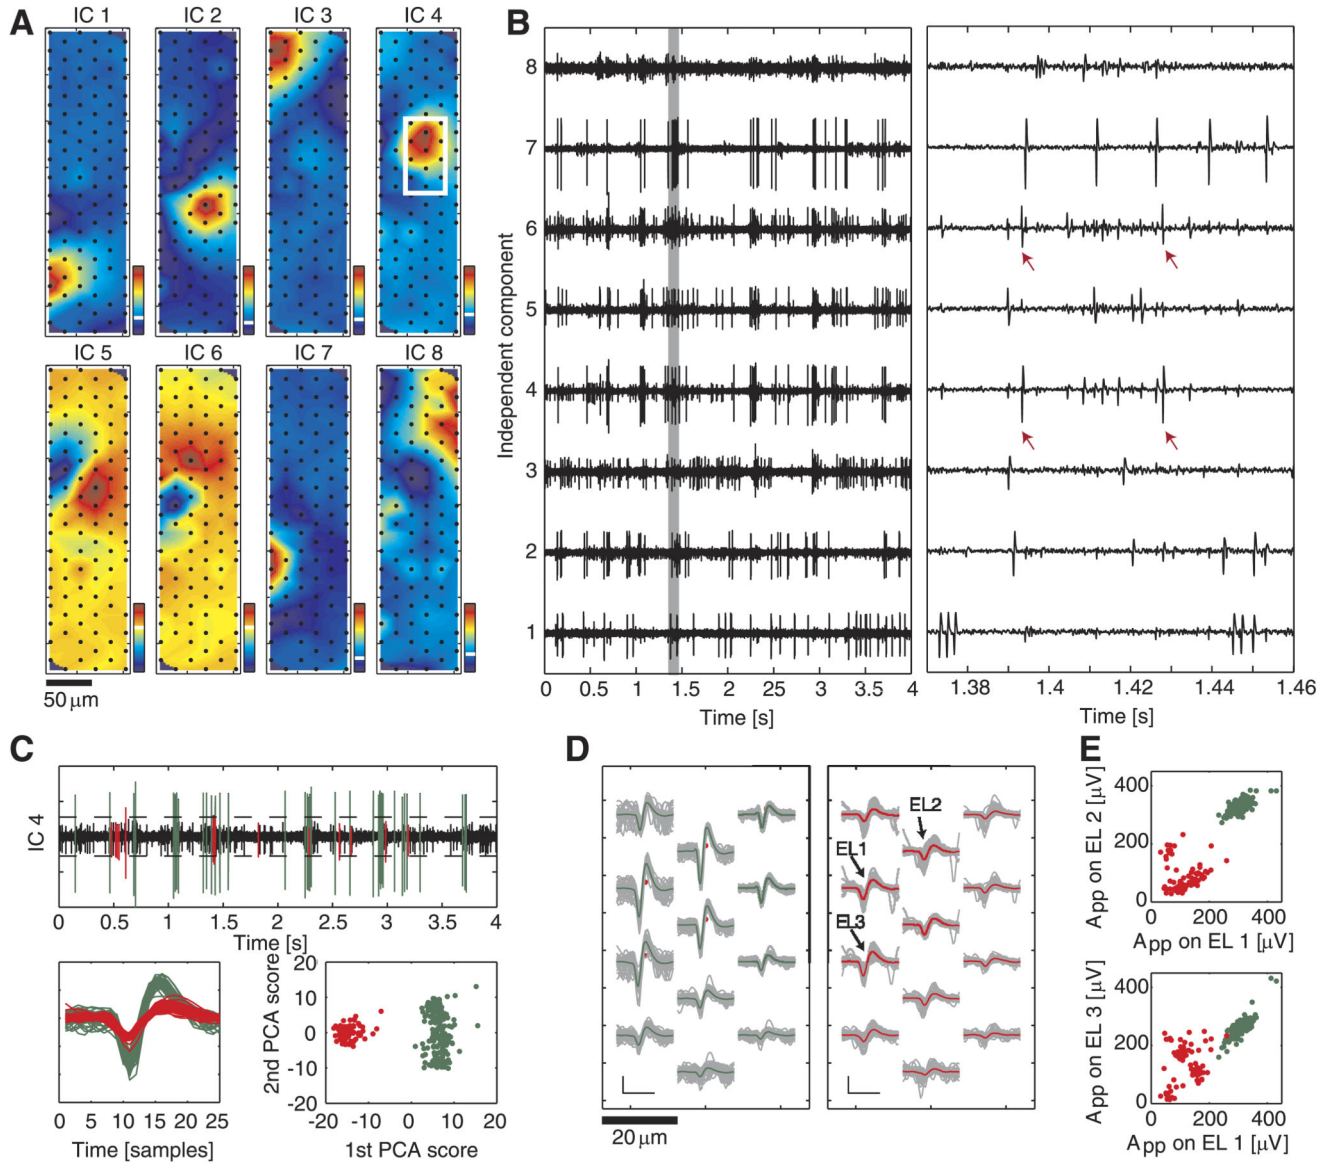 A
IC 1 IC 2 IC 3 IC 4
IC 5 IC 6 IC 7 IC 8
50 μm
B
Independent component
8
7
6
5
4
3
2
1
0 0.5 1 1.5 2 2.5 3 3.5 4
Time [s]
1.38 1.4 1.42 1.44 1.46
Time [s]
C
IC 4
0 0.5 1 1.5 2 2.5 3 3.5 4
Time [s]
0 5 10 15 20 25
Time [samples]
2nd PCA score
20
10
0
-10
-20
-20 -10 0 10 20
1st PCA score
D
EL2
EL1
EL3
20 μm
E
App on EL 2 [μV]
400
200
0
0 200 400
App on EL 1 [μV]
App on EL 3 [μV]
400
200
0
0 200 400
App on EL 1 [μV]